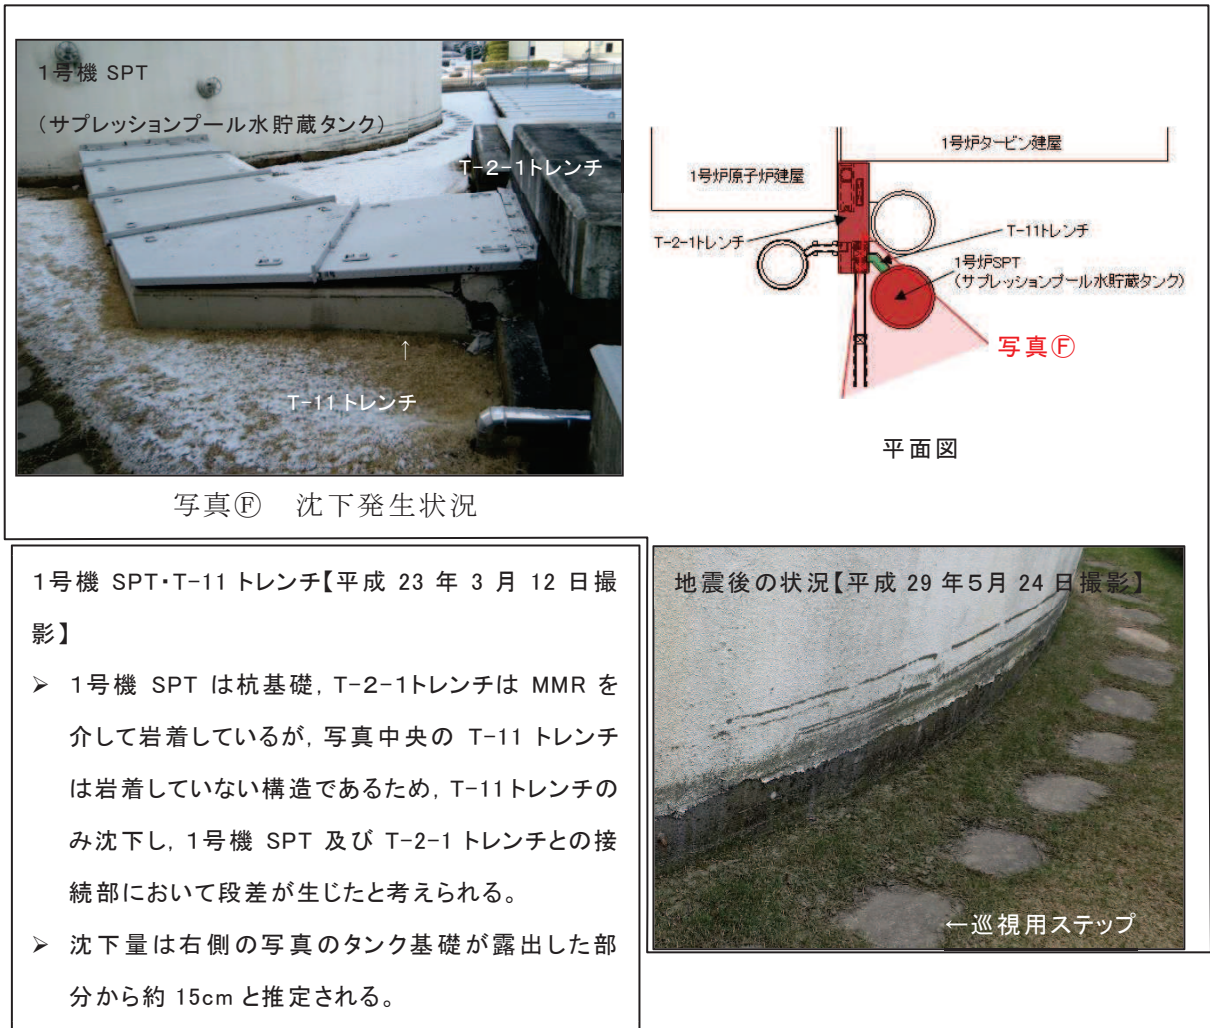 1号機 SPT
（サプレッションプール水貯蔵タンク）
T-2-1トレンチ
↑
T-11 トレンチ
写真Ⓕ　沈下発生状況
1号炉タービン建屋
1号炉原子炉建屋
T-2-1トレンチ
T-11トレンチ
1号炉SPT
（サプレッションプール水貯蔵タンク）
写真Ⓕ
平面図
1号機 SPT・T-11 トレンチ【平成 23 年 3 月 12 日撮
影】
➢ 1号機 SPT は杭基礎，T-2-1トレンチは MMR を
介して岩着しているが，写真中央の T-11 トレンチ
は岩着していない構造であるため，T-11トレンチの
み沈下し，1号機 SPT 及び T-2-1 トレンチとの接
続部において段差が生じたと考えられる。
➢ 沈下量は右側の写真のタンク基礎が露出した部
分から約 15cm と推定される。
地震後の状況【平成 29 年5月 24 日撮影】
←巡視用ステップ